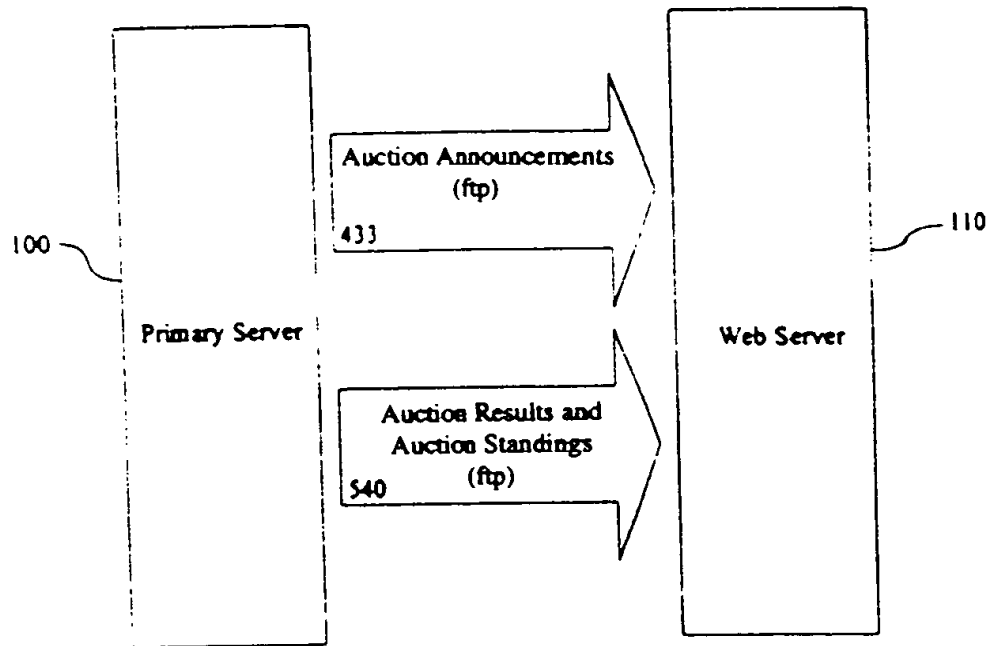 Auction Announcements
(ftp)
433
100
110
Primary Server
Web Server
Auction Results and
Auction Standings
(ftp)
540